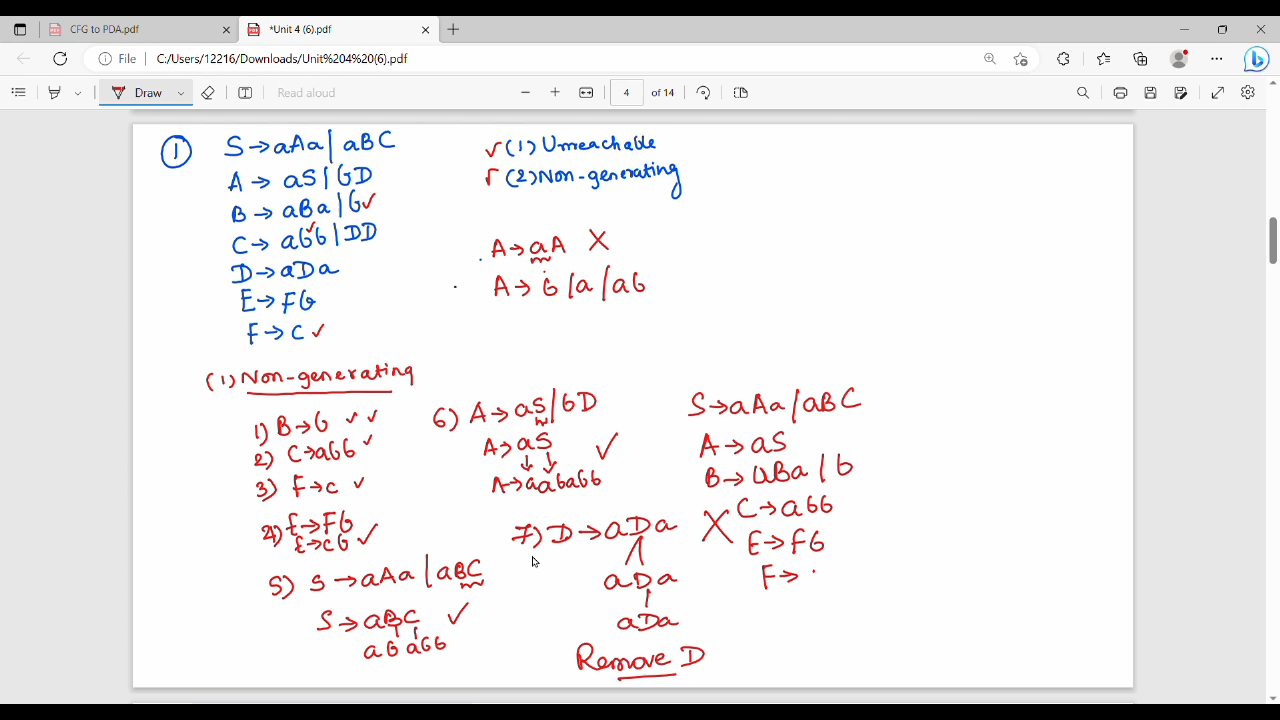 CFG to PDA.pdf
*Unit 4 (6).pdf
File
C:/Users/12216/Downloads/Unit%204%20(6).pdf
Draw
Read aloud
4 of 14
1
S→aAa|aBC
A→ aS|bD
B→ aBa|b✓
C→ abb|DD
D→aDa
E→Fb
F→C✓
✓(1) Unreachable
✓(2) Non-generating
A→aA X
A→ b|a|ab
(1) Non-generating
1) B→b ✓✓
2) C→abb ✓
3) F→c ✓
4) E→Fb
E→cb ✓
5) S→aAa|aBC
S→aBC ✓
ab abb
6) A→aS|bD
A→aS ✓
A→aababb
7) D→aDa X
aDa
aDa
Remove D
S→aAa|aBC
A→aS
B→aBa|b
C→abb
E→Fb
F→